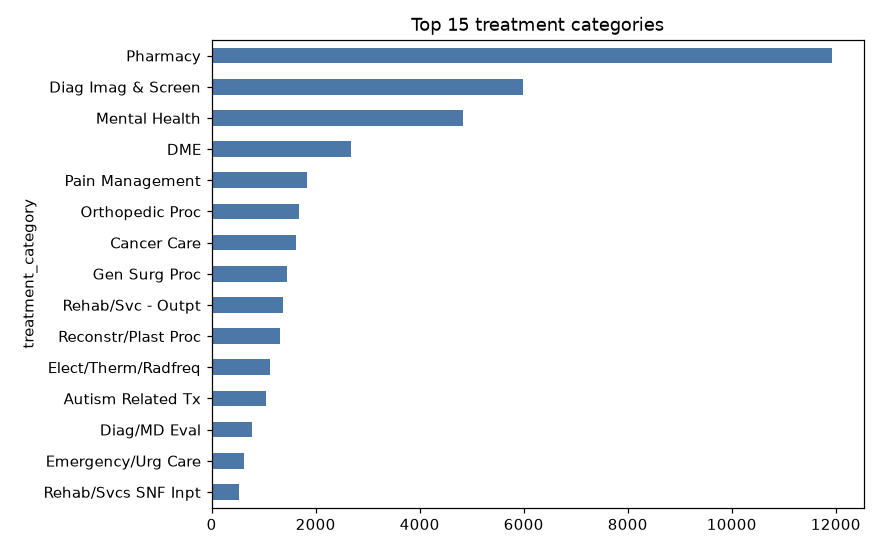 Top 15 treatment categories
treatment_category
Pharmacy
Diag Imag & Screen
Mental Health
DME
Pain Management
Orthopedic Proc
Cancer Care
Gen Surg Proc
Rehab/Svc - Outpt
Reconstr/Plast Proc
Elect/Therm/Radfreq
Autism Related Tx
Diag/MD Eval
Emergency/Urg Care
Rehab/Svcs SNF Inpt
0 2000 4000 6000 8000 10000 12000